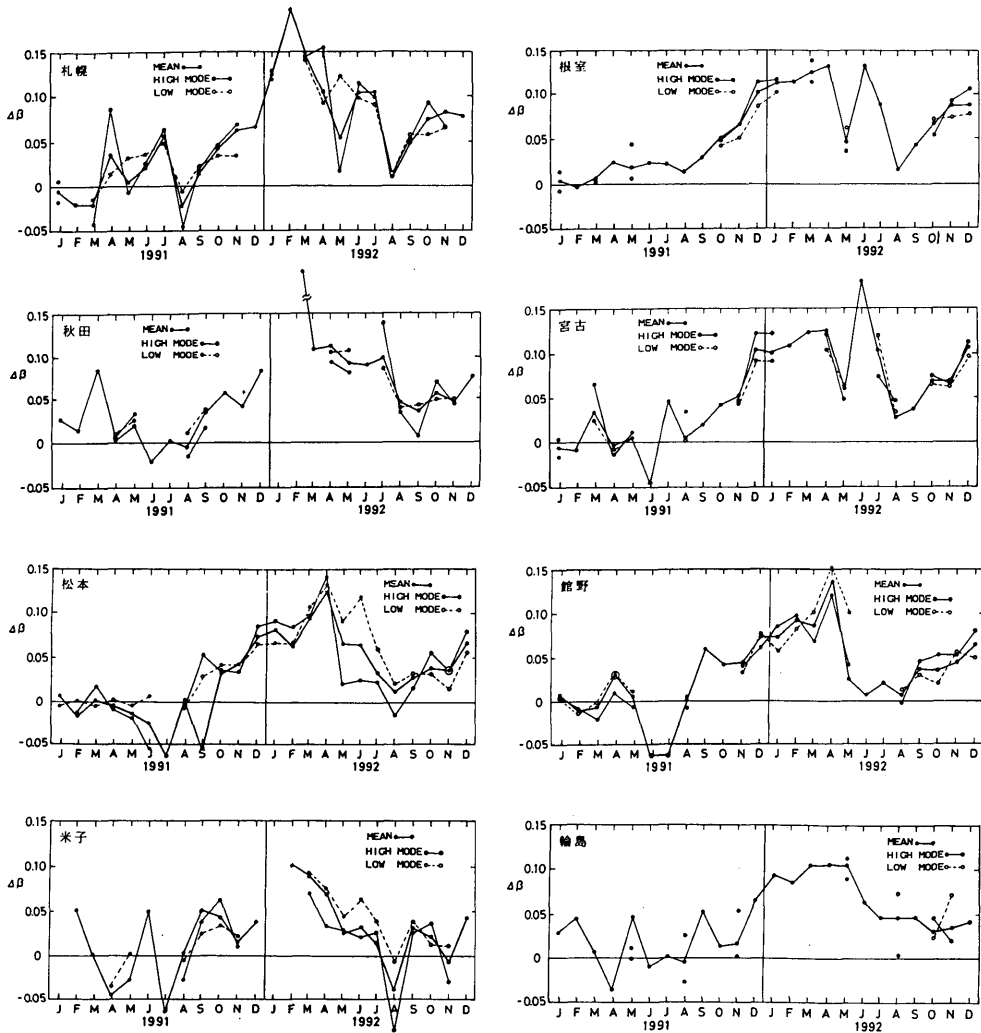 札幌
MEAN
HIGH MODE
LOW MODE
0.15
0.10
Δβ
0.05
0
-0.05
J F M A M J J A S O N D J F M A M J J A S O N D
1991 1992
根室
MEAN
HIGH MODE
LOW MODE
0.15
0.10
Δβ
0.05
0
-0.05
J F M A M J J A S O N D J F M A M J J A S O N D
1991 1992
秋田
MEAN
HIGH MODE
LOW MODE
0.15
0.10
Δβ
0.05
0
-0.05
J F M A M J J A S O N D J F M A M J J A S O N D
1991 1992
宮古
MEAN
HIGH MODE
LOW MODE
0.15
0.10
Δβ
0.05
0
-0.05
J F M A M J J A S O N D J F M A M J J A S O N D
1991 1992
松本
MEAN
HIGH MODE
LOW MODE
0.15
0.10
Δβ
0.05
0
-0.05
J F M A M J J A S O N D J F M A M J J A S O N D
1991 1992
館野
MEAN
HIGH MODE
LOW MODE
0.15
0.10
Δβ
0.05
0
-0.05
J F M A M J J A S O N D J F M A M J J A S O N D
1991 1992
米子
MEAN
HIGH MODE
LOW MODE
0.15
0.10
Δβ
0.05
0
-0.05
J F M A M J J A S O N D J F M A M J J A S O N D
1991 1992
輪島
MEAN
HIGH MODE
LOW MODE
0.15
0.10
Δβ
0.05
0
-0.05
J F M A M J J A S O N D J F M A M J J A S O N D
1991 1992